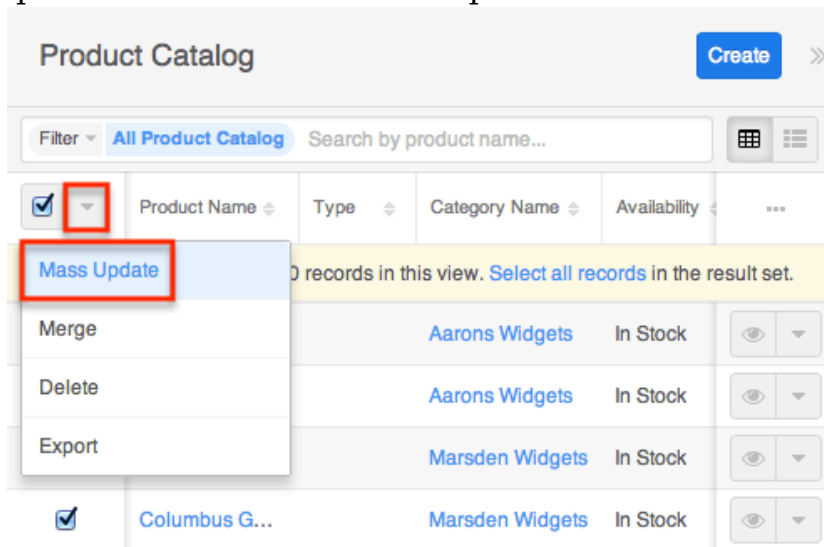 Product Catalog Create
Filter All Product Catalog Search by product name...
Product Name Type Category Name Availability
Mass Update records in this view. Select all records in the result set.
Merge Aarons Widgets In Stock
Delete Aarons Widgets In Stock
Export Marsden Widgets In Stock
Columbus G... Marsden Widgets In Stock